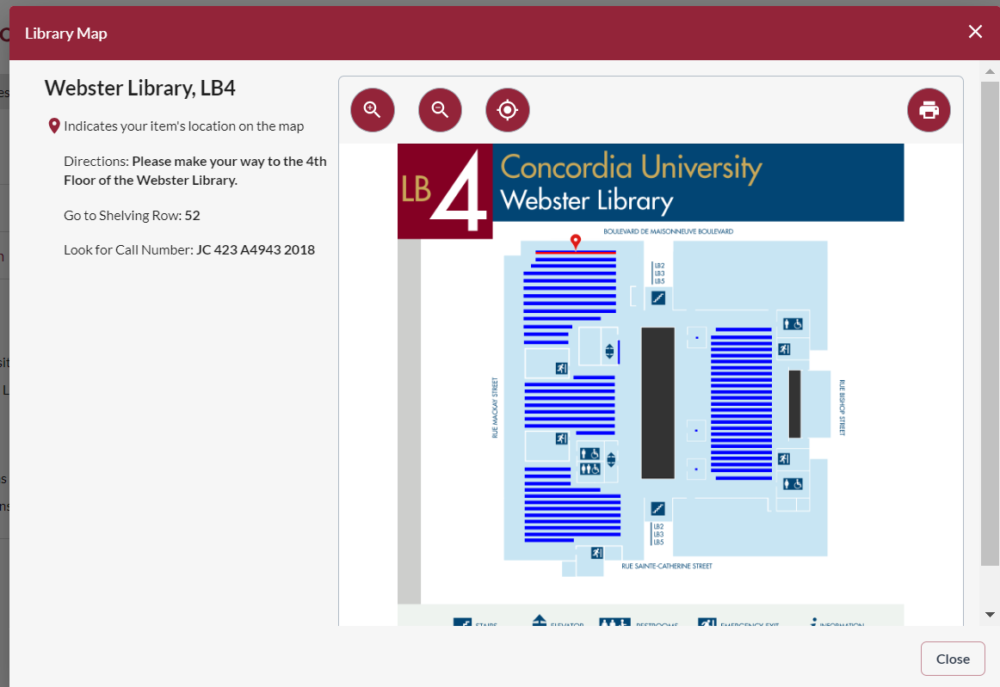 Library Map
Webster Library, LB4
Indicates your item's location on the map
Directions: Please make your way to the 4th
Floor of the Webster Library.
Go to Shelving Row: 52
Look for Call Number: JC 423 A4943 2018
LB 4
Concordia University
Webster Library
BOULEVARD DE MAISONNEUVE BOULEVARD
LB2
LB3
LB5
RUE MACKAY STREET
RUE BISHOP STREET
LB2
LB3
LB5
RUE SAINTE-CATHERINE STREET
STAIRS
ELEVATOR
RESTROOMS
EMERGENCY EXIT
INFORMATION
Close